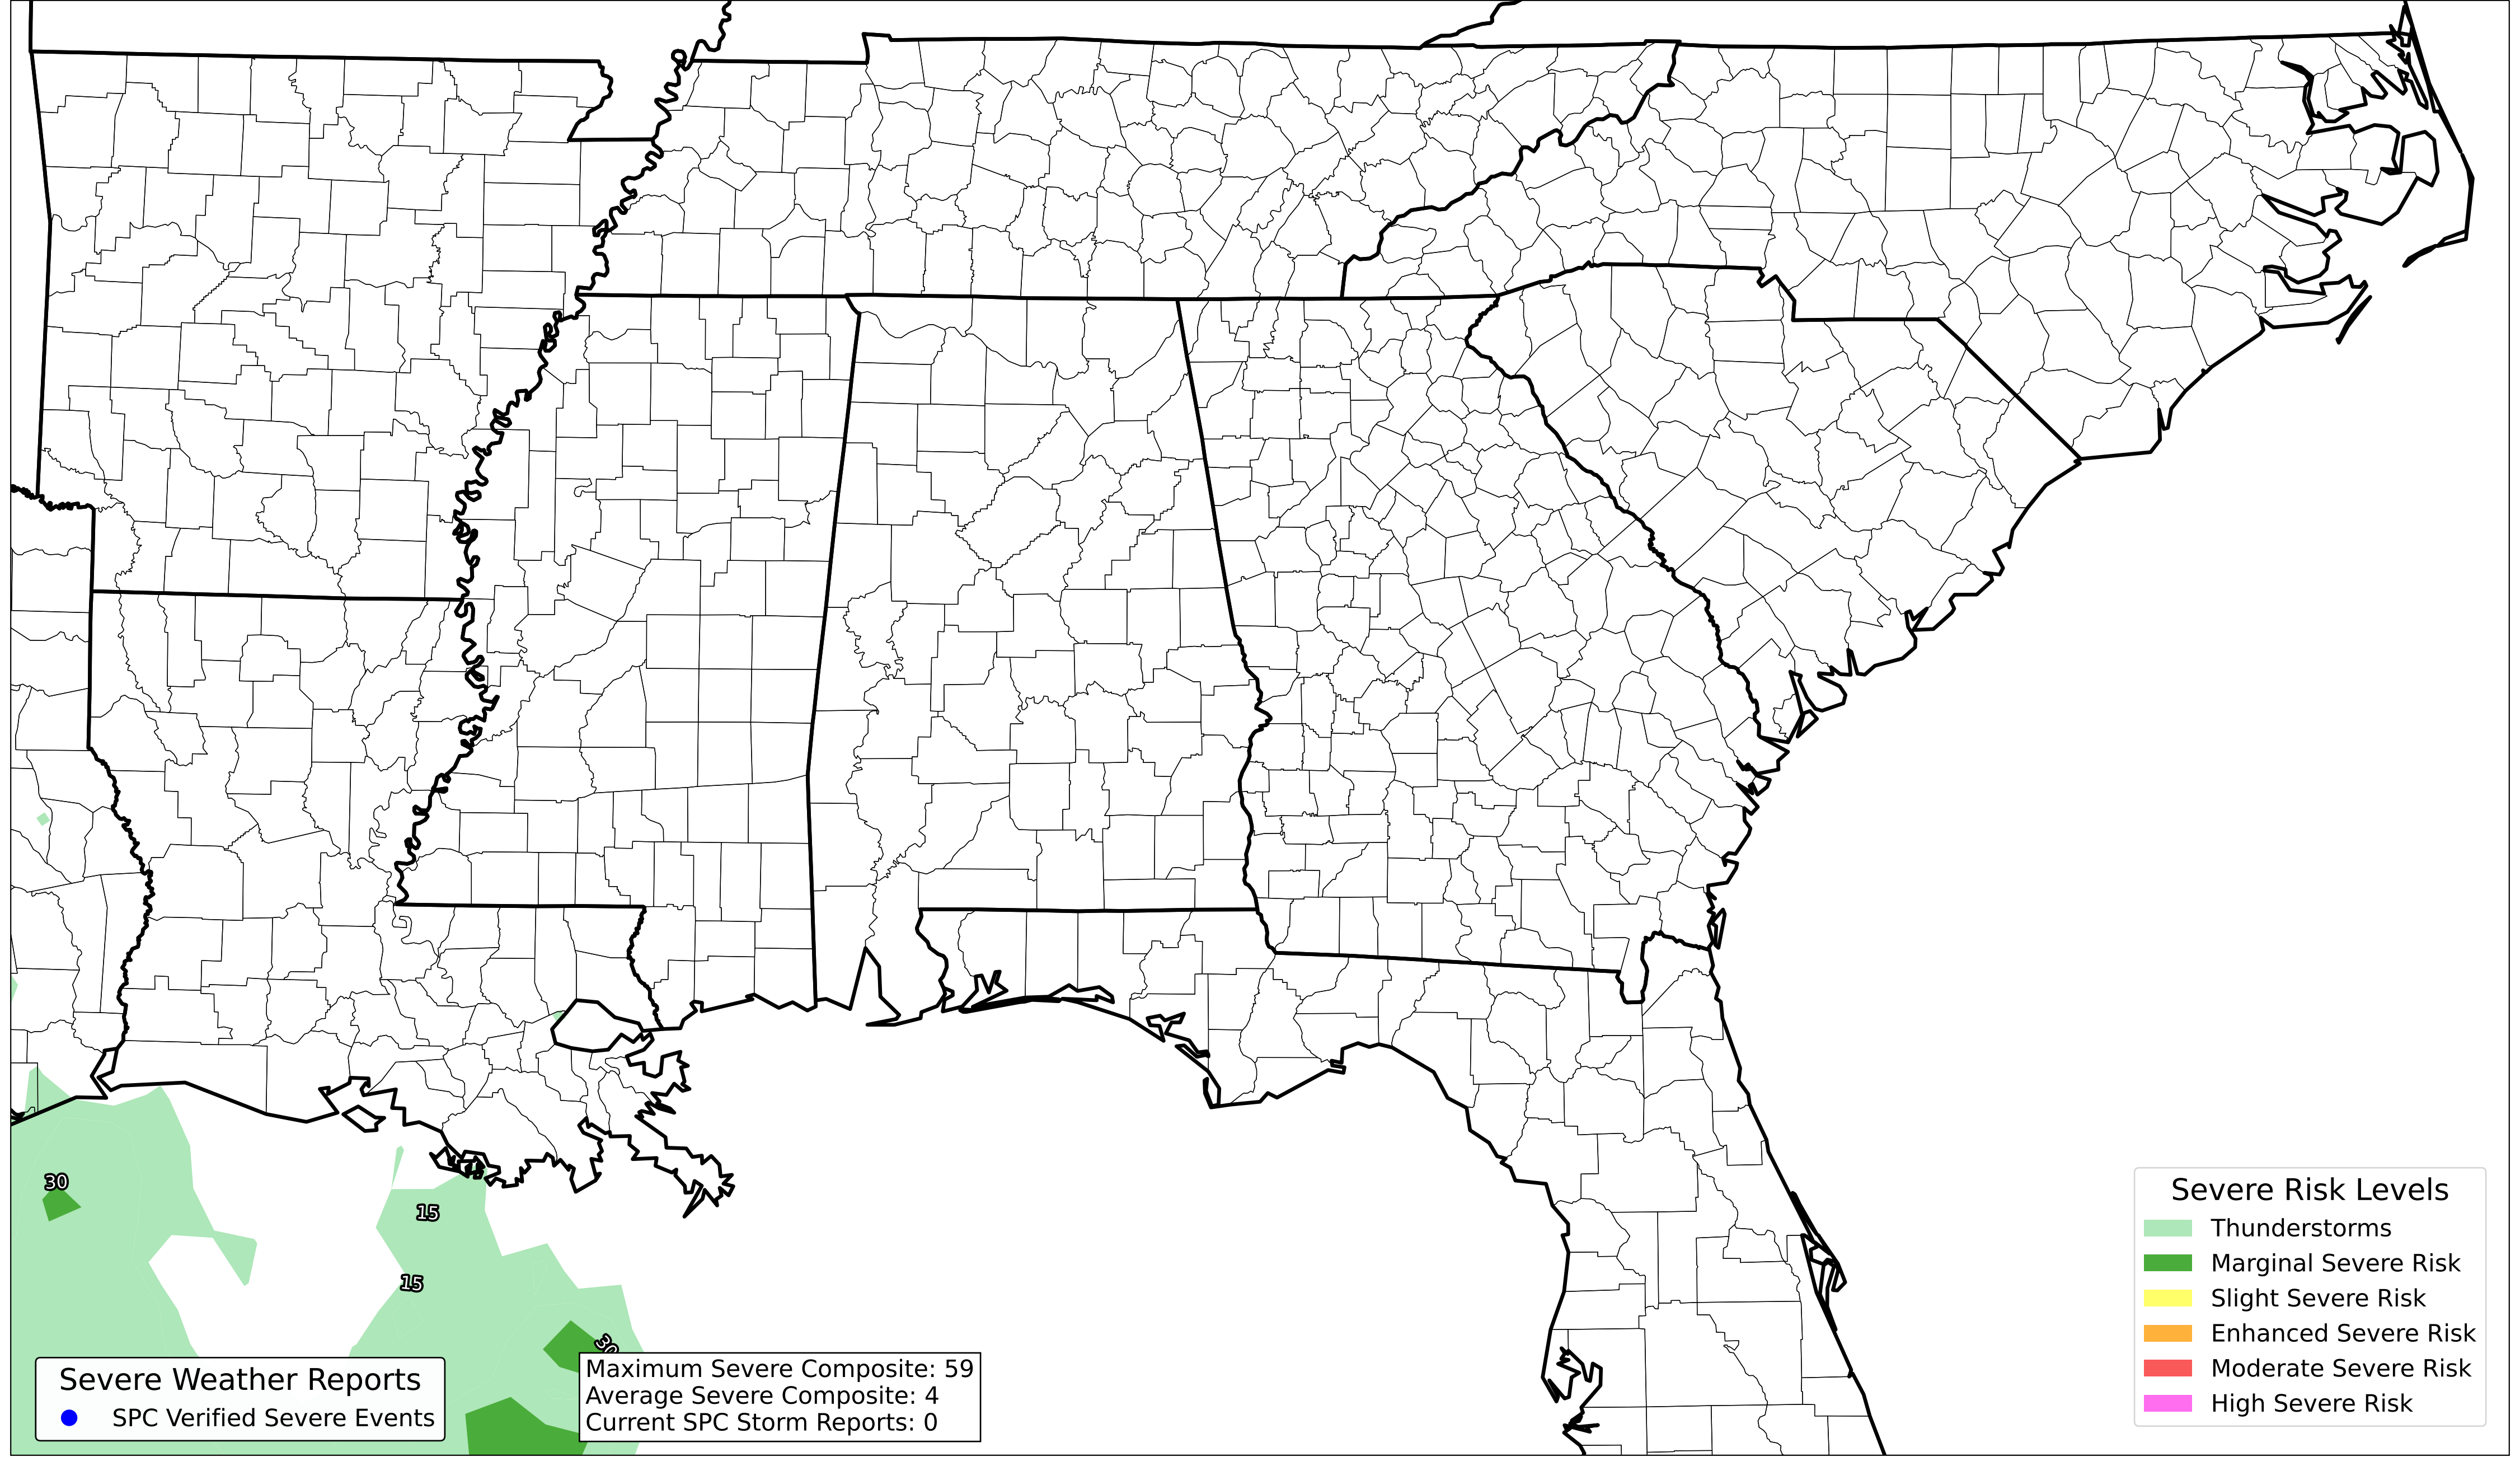 30
15
15
30
Severe Weather Reports
SPC Verified Severe Events
Maximum Severe Composite: 59
Average Severe Composite: 4
Current SPC Storm Reports: 0
Severe Risk Levels
Thunderstorms
Marginal Severe Risk
Slight Severe Risk
Enhanced Severe Risk
Moderate Severe Risk
High Severe Risk